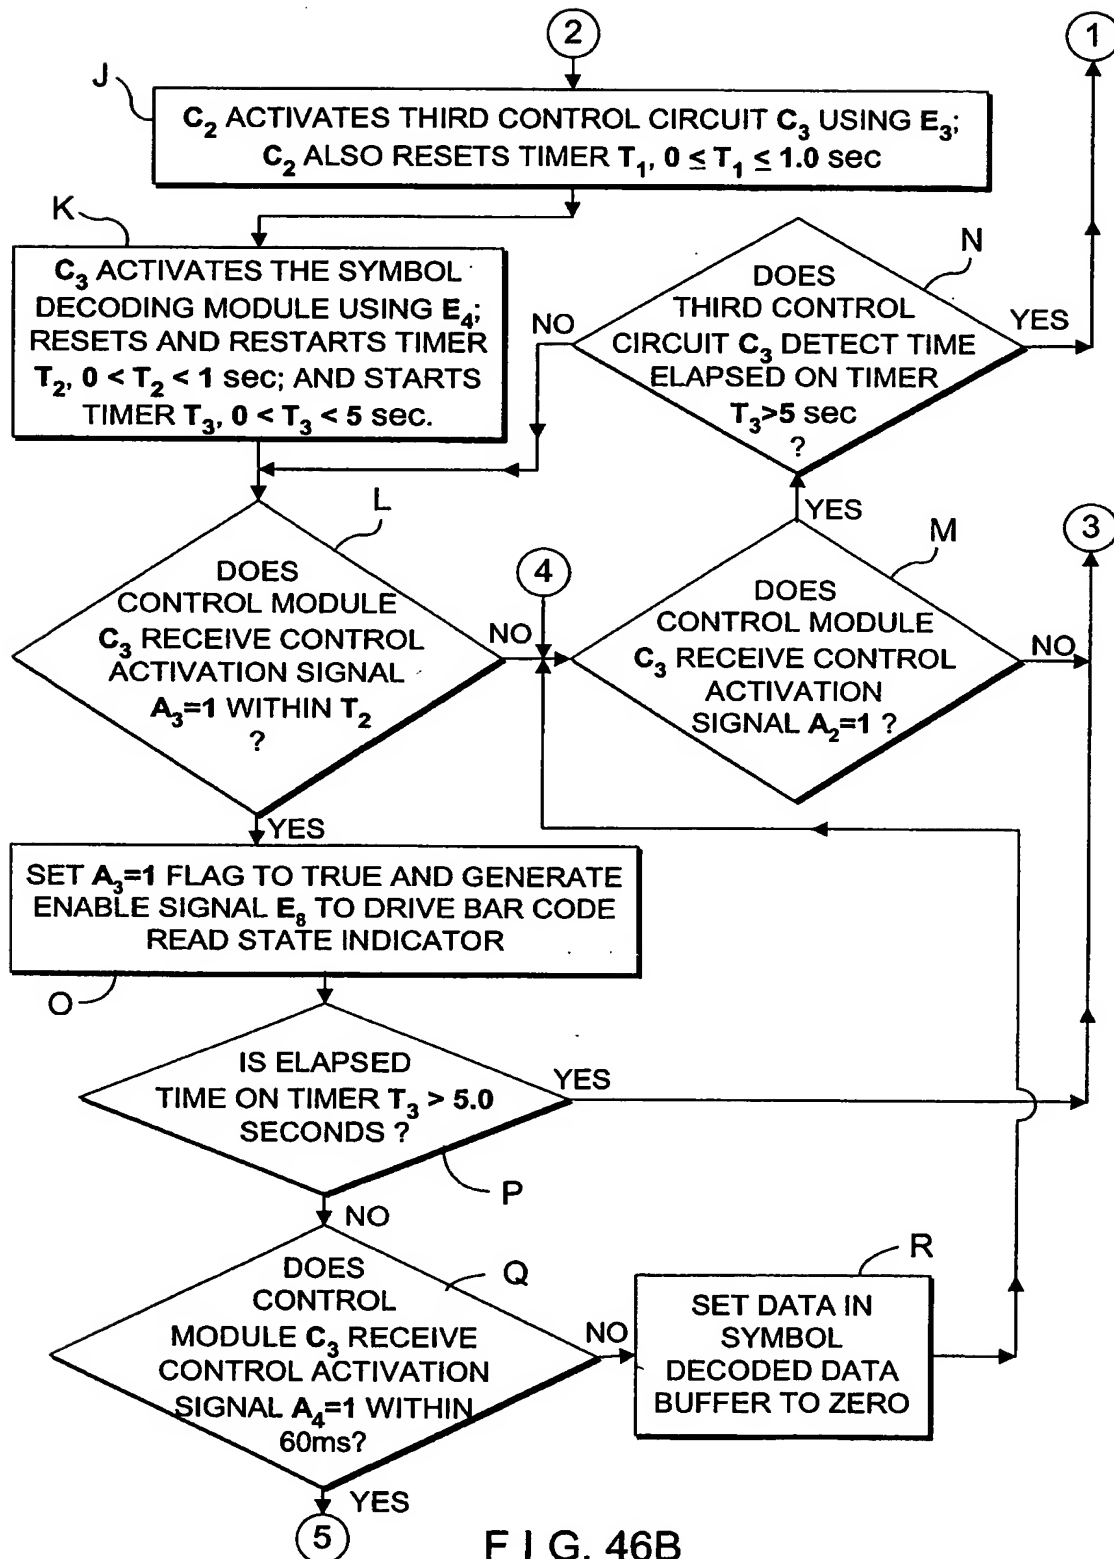 2
1
J
C₂ ACTIVATES THIRD CONTROL CIRCUIT C₃ USING E₃;
C₂ ALSO RESETS TIMER T₁, 0 ≤ T₁ ≤ 1.0 sec
K
C₃ ACTIVATES THE SYMBOL
DECODING MODULE USING E₄;
RESETS AND RESTARTS TIMER
T₂, 0 < T₂ < 1 sec; AND STARTS
TIMER T₃, 0 < T₃ < 5 sec.
N
DOES
THIRD CONTROL
CIRCUIT C₃ DETECT TIME
ELAPSED ON TIMER
T₃>5 sec
?
NO
YES
L
DOES
CONTROL MODULE
C₃ RECEIVE CONTROL
ACTIVATION SIGNAL
A₃=1 WITHIN T₂
?
NO
YES
4
M
YES
DOES
CONTROL MODULE
C₃ RECEIVE CONTROL
ACTIVATION
SIGNAL A₂=1 ?
NO
3
SET A₃=1 FLAG TO TRUE AND GENERATE
ENABLE SIGNAL E₈ TO DRIVE BAR CODE
READ STATE INDICATOR
O
IS ELAPSED
TIME ON TIMER T₃ > 5.0
SECONDS ?
YES
P
NO
DOES
CONTROL
MODULE C₃ RECEIVE
CONTROL ACTIVATION
SIGNAL A₄=1 WITHIN
60ms?
Q
NO
R
SET DATA IN
SYMBOL
DECODED DATA
BUFFER TO ZERO
YES
5
F I G. 46B